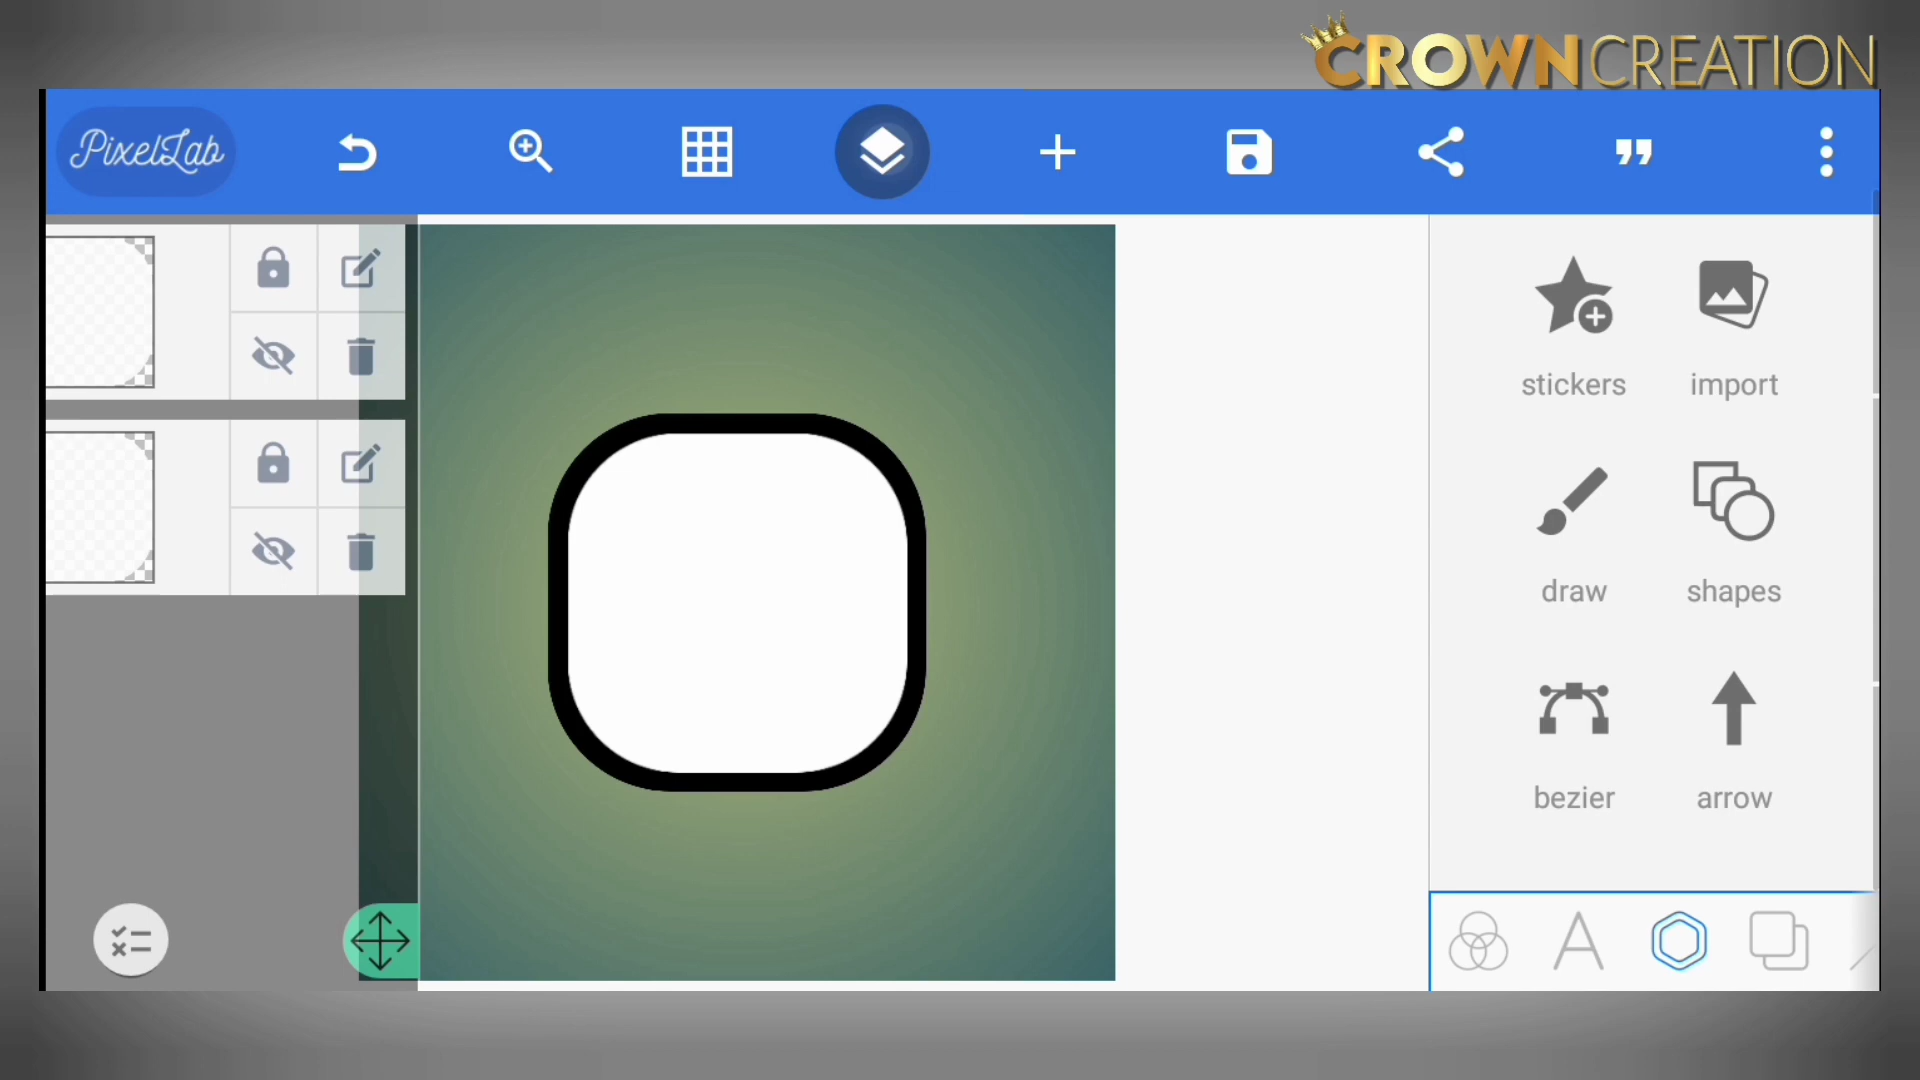 CROWNCREATION
PixelLab
stickers import
draw shapes
bezier arrow